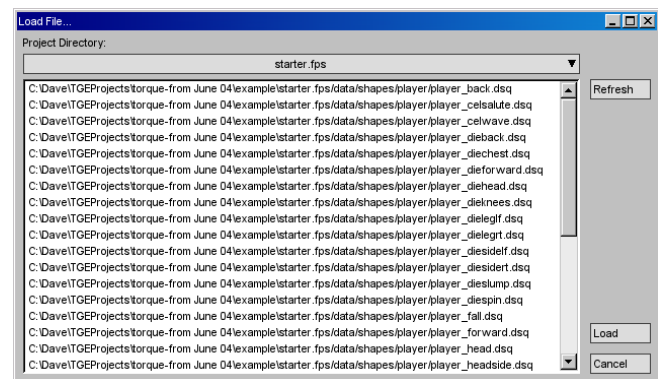 Load File...
Project Directory:
starter.fps
C:\Dave\TGEProjects\torque-from June 04\example\starter.fps/data/shapes/player/player_back.dsq
Refresh
C:\Dave\TGEProjects\torque-from June 04\example\starter.fps/data/shapes/player/player_celsalute.dsq
C:\Dave\TGEProjects\torque-from June 04\example\starter.fps/data/shapes/player/player_celwave.dsq
C:\Dave\TGEProjects\torque-from June 04\example\starter.fps/data/shapes/player/player_dieback.dsq
C:\Dave\TGEProjects\torque-from June 04\example\starter.fps/data/shapes/player/player_diechest.dsq
C:\Dave\TGEProjects\torque-from June 04\example\starter.fps/data/shapes/player/player_dieforward.dsq
C:\Dave\TGEProjects\torque-from June 04\example\starter.fps/data/shapes/player/player_diehead.dsq
C:\Dave\TGEProjects\torque-from June 04\example\starter.fps/data/shapes/player/player_dieknees.dsq
C:\Dave\TGEProjects\torque-from June 04\example\starter.fps/data/shapes/player/player_dieleglf.dsq
C:\Dave\TGEProjects\torque-from June 04\example\starter.fps/data/shapes/player/player_dielegrt.dsq
C:\Dave\TGEProjects\torque-from June 04\example\starter.fps/data/shapes/player/player_diesidelf.dsq
C:\Dave\TGEProjects\torque-from June 04\example\starter.fps/data/shapes/player/player_diesidert.dsq
C:\Dave\TGEProjects\torque-from June 04\example\starter.fps/data/shapes/player/player_dieslump.dsq
C:\Dave\TGEProjects\torque-from June 04\example\starter.fps/data/shapes/player/player_diespin.dsq
C:\Dave\TGEProjects\torque-from June 04\example\starter.fps/data/shapes/player/player_fall.dsq
C:\Dave\TGEProjects\torque-from June 04\example\starter.fps/data/shapes/player/player_forward.dsq
Load
C:\Dave\TGEProjects\torque-from June 04\example\starter.fps/data/shapes/player/player_head.dsq
C:\Dave\TGEProjects\torque-from June 04\example\starter.fps/data/shapes/player/player_headside.dsq
Cancel